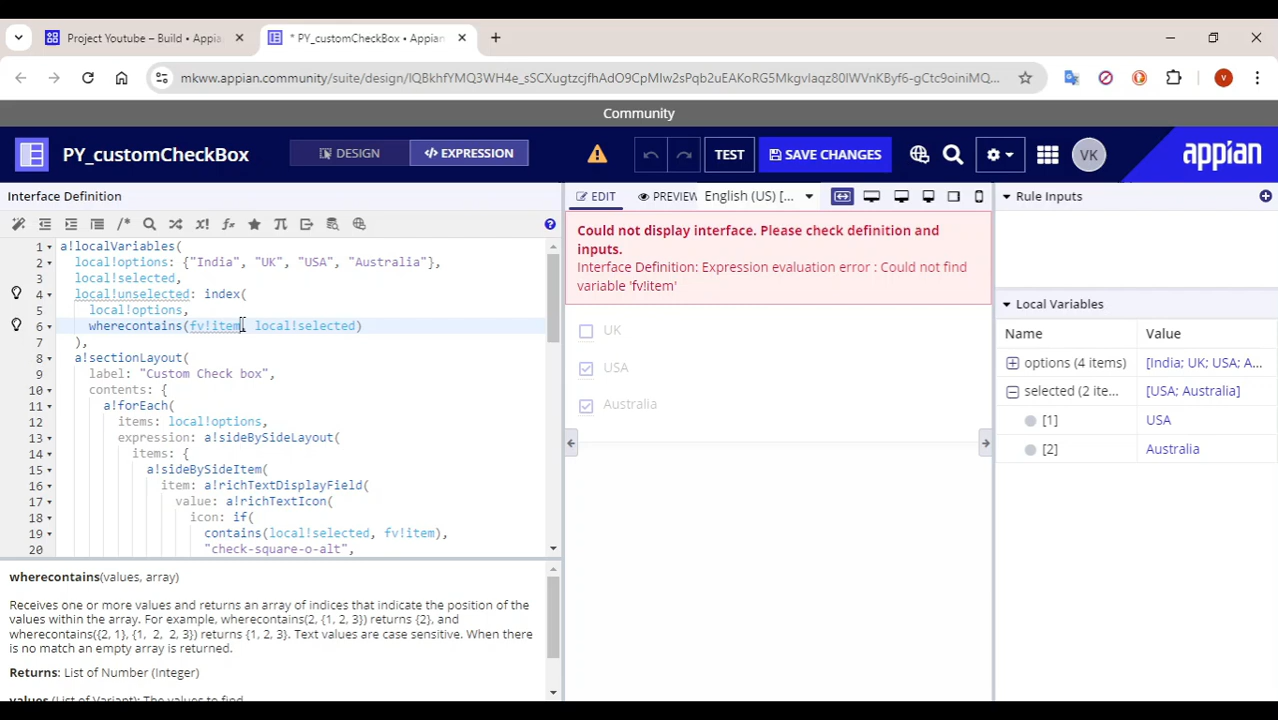 Project Youtube – Build • Appia
* PY_customCheckBox • Appian
mkww.appian.community/suite/design/
Community
PY_customCheckBox
DESIGN
</> EXPRESSION
TEST
SAVE CHANGES
VK
appian
Interface Definition
EDIT
PREVIEW
English (US) [...
Rule Inputs
1 a!localVariables(
2 local!options: {"India", "UK", "USA", "Australia"},
3 local!selected,
4 local!unselected: index(
5 local!options,
6 wherecontains(fv!item, local!selected)
7 ),
8 a!sectionLayout(
9 label: "Custom Check box",
10 contents: {
11 a!forEach(
12 items: local!options,
13 expression: a!sideBySideLayout(
14 items: {
15 a!sideBySideItem(
16 item: a!richTextDisplayField(
17 value: a!richTextIcon(
18 icon: if(
19 contains(local!selected, fv!item),
20 "check-square-o-alt",
wherecontains(values, array)
Receives one or more values and returns an array of indices that indicate the position of the
values within the array. For example, wherecontains(2, {1, 2, 3}) returns {2}, and
wherecontains({2, 1}, {1, 2, 2, 3}) returns {1, 2, 3}. Text values are case sensitive. When there
is no match an empty array is returned.
Returns: List of Number (Integer)
values (List of Variant): The values to find
Could not display interface. Please check definition and
inputs.
Interface Definition: Expression evaluation error : Could not find
variable 'fv!item'
UK
USA
Australia
Local Variables
Name Value
options (4 items) [India; UK; USA; A...
selected (2 ite... [USA; Australia]
[1] USA
[2] Australia